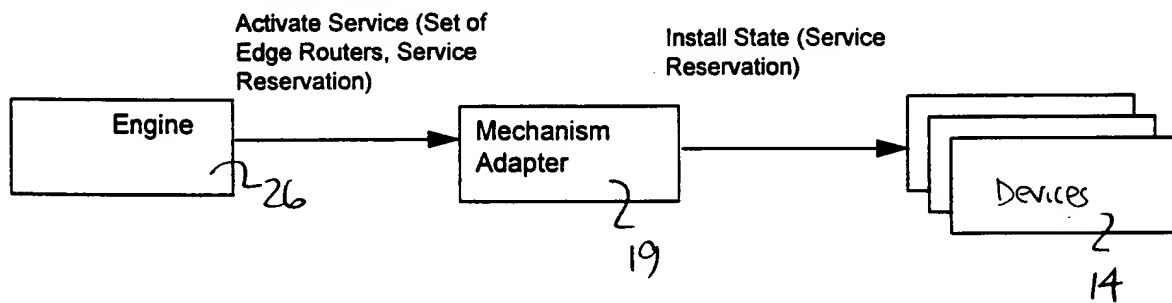 Activate Service (Set of
Edge Routers, Service
Reservation)
Install State (Service
Reservation)
Engine
26
Mechanism
Adapter
19
Devices
14